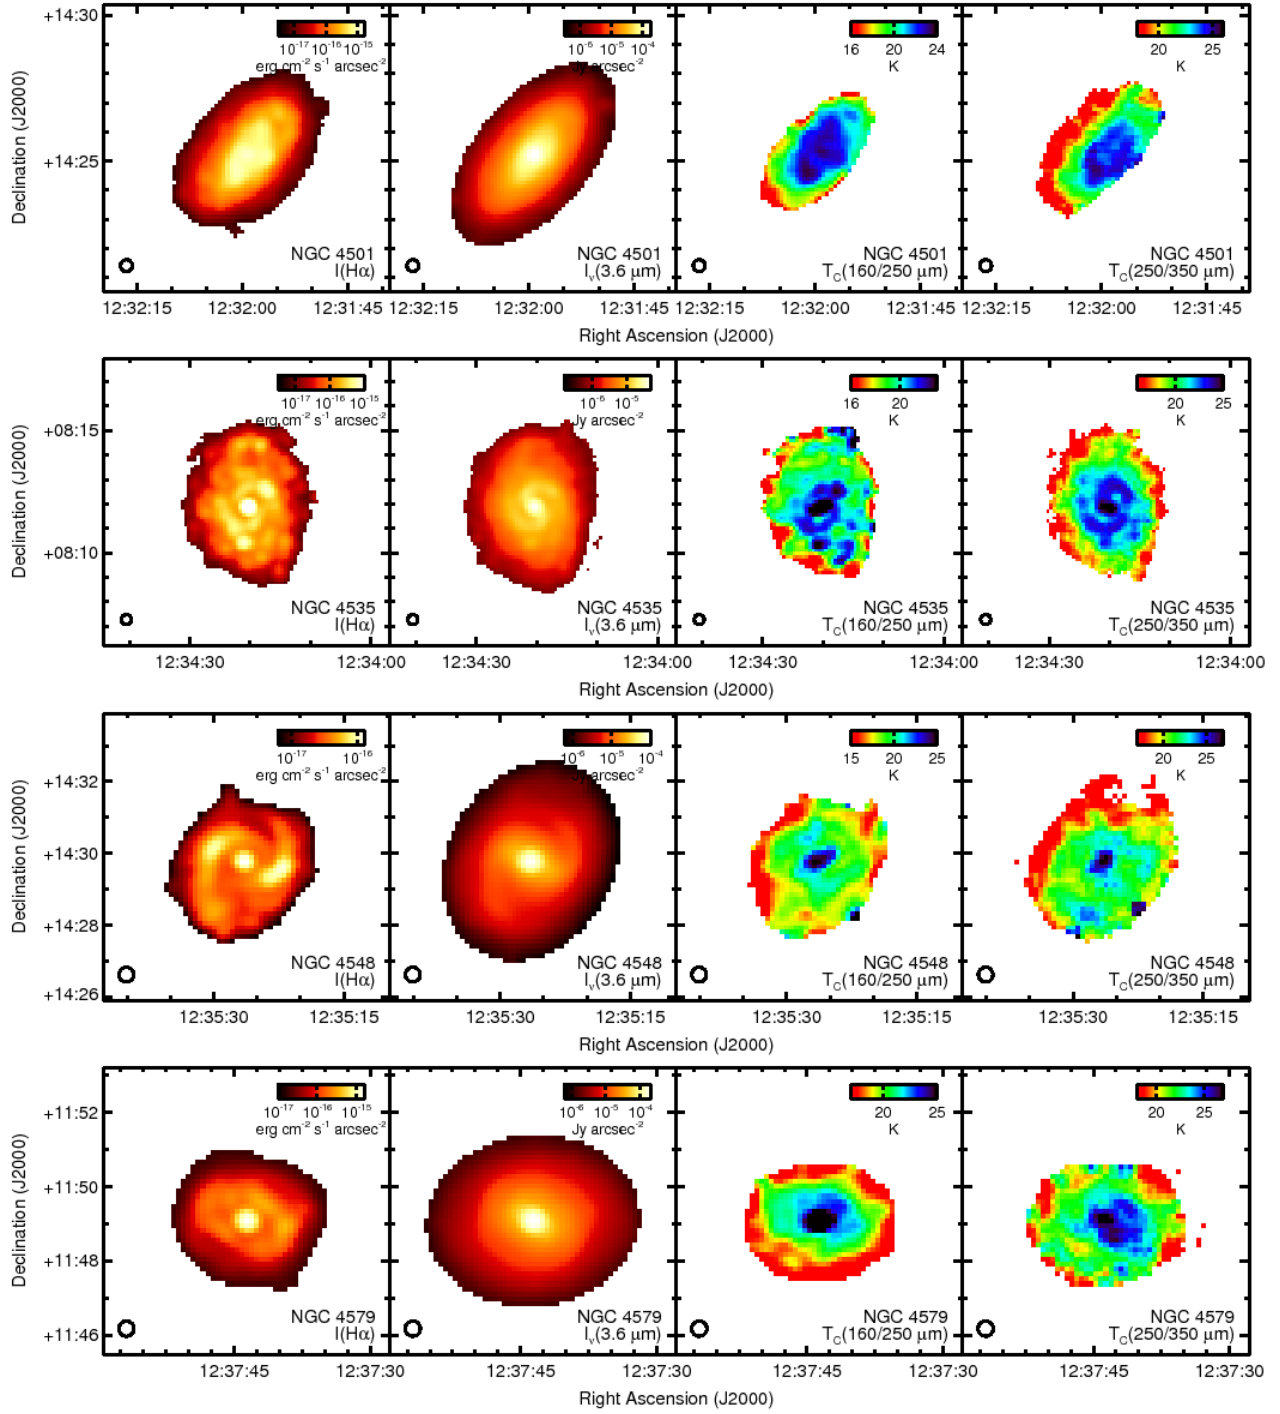 +14:30
+14:25
+14:22
Declination (J2000)
10⁻¹⁷ 10⁻¹⁶ 10⁻¹⁵
erg cm⁻² s⁻¹ arcsec⁻²
NGC 4501
I(Hα)
10⁻⁶ 10⁻⁵ 10⁻⁴
Jy arcsec⁻²
NGC 4501
Iν(3.6 μm)
16 20 24
K
NGC 4501
T_C(160/250 μm)
20 25
K
NGC 4501
T_C(250/350 μm)
12:32:15 12:32:00 12:31:45 12:32:15 12:32:00 12:31:45 12:32:15 12:32:00 12:31:45 12:32:15 12:32:00 12:31:45
Right Ascension (J2000)
+08:15
+08:10
Declination (J2000)
10⁻¹⁷ 10⁻¹⁶ 10⁻¹⁵
erg cm⁻² s⁻¹ arcsec⁻²
NGC 4535
I(Hα)
10⁻⁶ 10⁻⁵
Jy arcsec⁻²
NGC 4535
Iν(3.6 μm)
16 20
K
NGC 4535
T_C(160/250 μm)
20 25
K
NGC 4535
T_C(250/350 μm)
12:34:30 12:34:00 12:34:30 12:34:00 12:34:30 12:34:00 12:34:30 12:34:00
Right Ascension (J2000)
+14:32
+14:30
+14:28
+14:26
Declination (J2000)
10⁻¹⁷ 10⁻¹⁶
erg cm⁻² s⁻¹ arcsec⁻²
NGC 4548
I(Hα)
10⁻⁶ 10⁻⁵ 10⁻⁴
Jy arcsec⁻²
NGC 4548
Iν(3.6 μm)
15 20 25
K
NGC 4548
T_C(160/250 μm)
20 25
K
NGC 4548
T_C(250/350 μm)
12:35:30 12:35:15 12:35:30 12:35:15 12:35:30 12:35:15 12:35:30 12:35:15
Right Ascension (J2000)
+11:52
+11:50
+11:48
+11:46
Declination (J2000)
10⁻¹⁷ 10⁻¹⁶ 10⁻¹⁵
erg cm⁻² s⁻¹ arcsec⁻²
NGC 4579
I(Hα)
10⁻⁶ 10⁻⁵ 10⁻⁴
Jy arcsec⁻²
NGC 4579
Iν(3.6 μm)
20 25
K
NGC 4579
T_C(160/250 μm)
20 25
K
NGC 4579
T_C(250/350 μm)
12:37:45 12:37:30 12:37:45 12:37:30 12:37:45 12:37:30 12:37:45 12:37:30
Right Ascension (J2000)